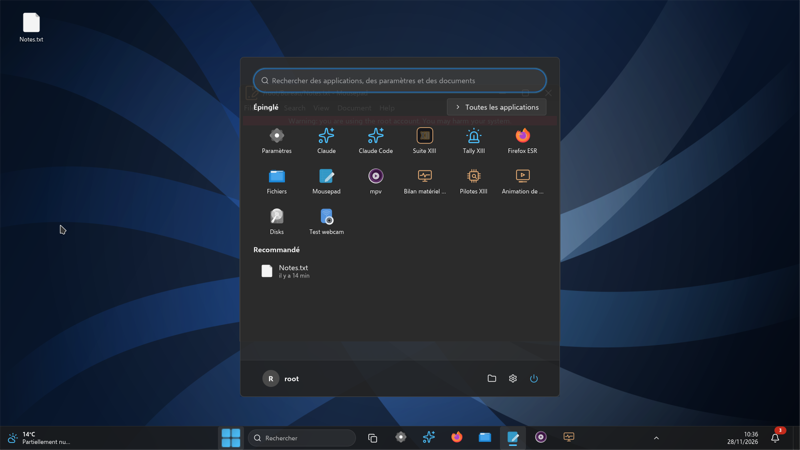 Notes.txt
Rechercher des applications, des paramètres et des documents
Épinglé
Toutes les applications
Paramètres
Claude
Claude Code
Suite XIII
Tally XIII
Firefox ESR
Fichiers
Mousepad
mpv
Bilan matériel ...
Pilotes XIII
Animation de ...
Disks
Test webcam
Recommandé
Notes.txt
il y a 14 min
R root
14°C
Partiellement nu...
Rechercher
10:36
28/11/2026
3